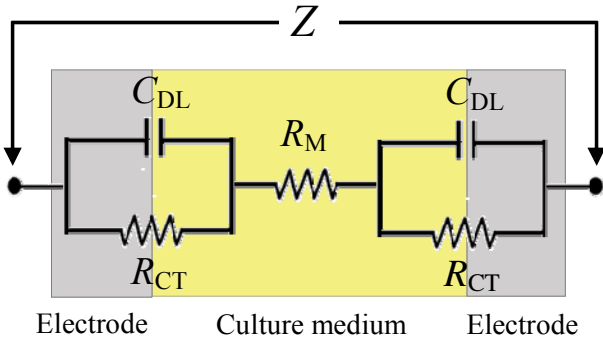 Z
C_DL C_DL
R_M
R_CT R_CT
Electrode Culture medium Electrode